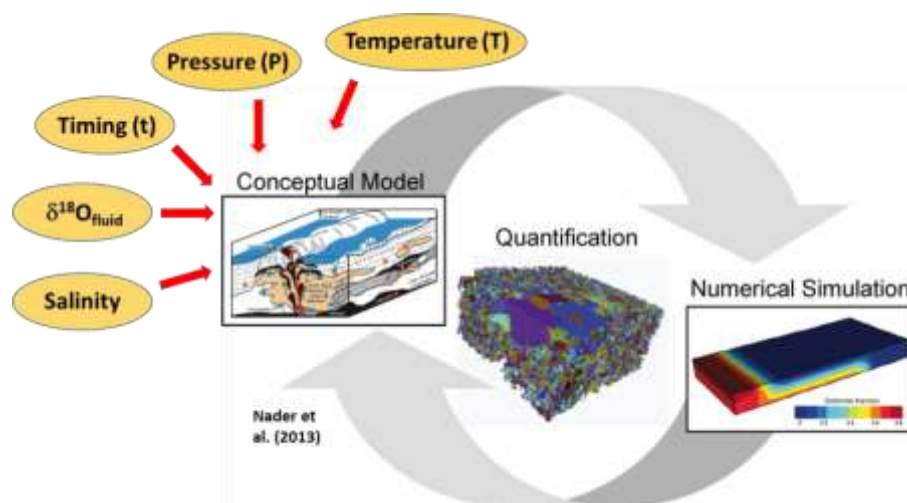 Temperature (T)
Pressure (P)
Timing (t)
δ¹⁸Ofluid
Salinity
Conceptual Model
Quantification
Numerical Simulation
Nader et
al. (2013)